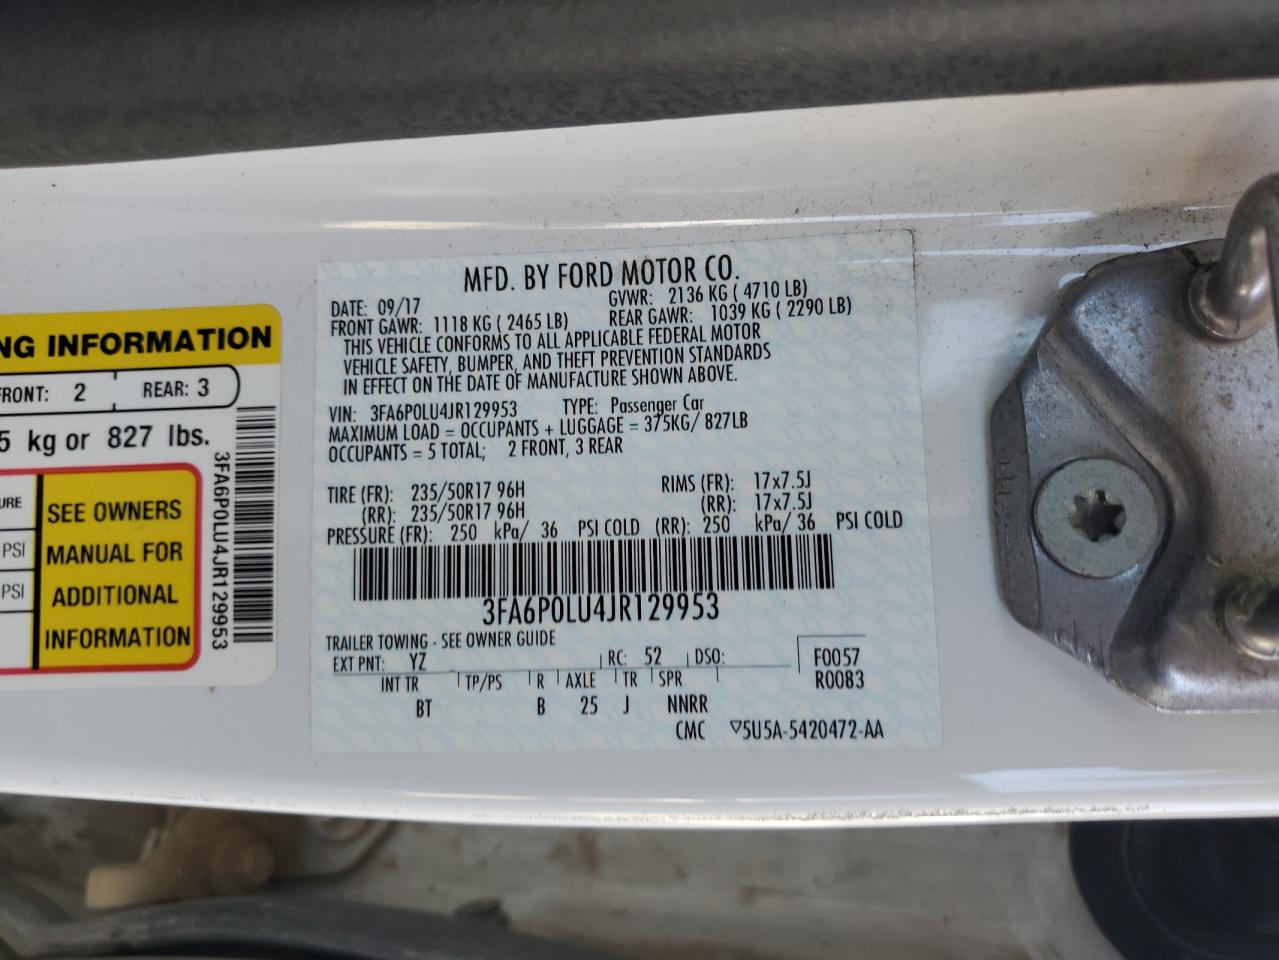 NG INFORMATION
FRONT: 2 REAR: 3
5 kg or 827 lbs.
URE
PSI
PSI
SEE OWNERS
MANUAL FOR
ADDITIONAL
INFORMATION
3FA6P0LU4JR129953
MFD. BY FORD MOTOR CO.
DATE: 09/17 GVWR: 2136 KG ( 4710 LB)
FRONT GAWR: 1118 KG ( 2465 LB) REAR GAWR: 1039 KG ( 2290 LB)
THIS VEHICLE CONFORMS TO ALL APPLICABLE FEDERAL MOTOR
VEHICLE SAFETY, BUMPER, AND THEFT PREVENTION STANDARDS
IN EFFECT ON THE DATE OF MANUFACTURE SHOWN ABOVE.
VIN: 3FA6P0LU4JR129953 TYPE: Passenger Car
MAXIMUM LOAD = OCCUPANTS + LUGGAGE = 375KG/ 827LB
OCCUPANTS = 5 TOTAL; 2 FRONT, 3 REAR
TIRE (FR): 235/50R17 96H RIMS (FR): 17x7.5J
(RR): 235/50R17 96H (RR): 17x7.5J
PRESSURE (FR): 250 kPa/ 36 PSI COLD (RR): 250 kPa/ 36 PSI COLD
3FA6P0LU4JR129953
TRAILER TOWING - SEE OWNER GUIDE
EXT PNT: YZ RC: 52 DSO: F0057
INT TR TP/PS R AXLE TR SPR R0083
BT B 25 J NNRR
CMC ▽5U5A-5420472-AA